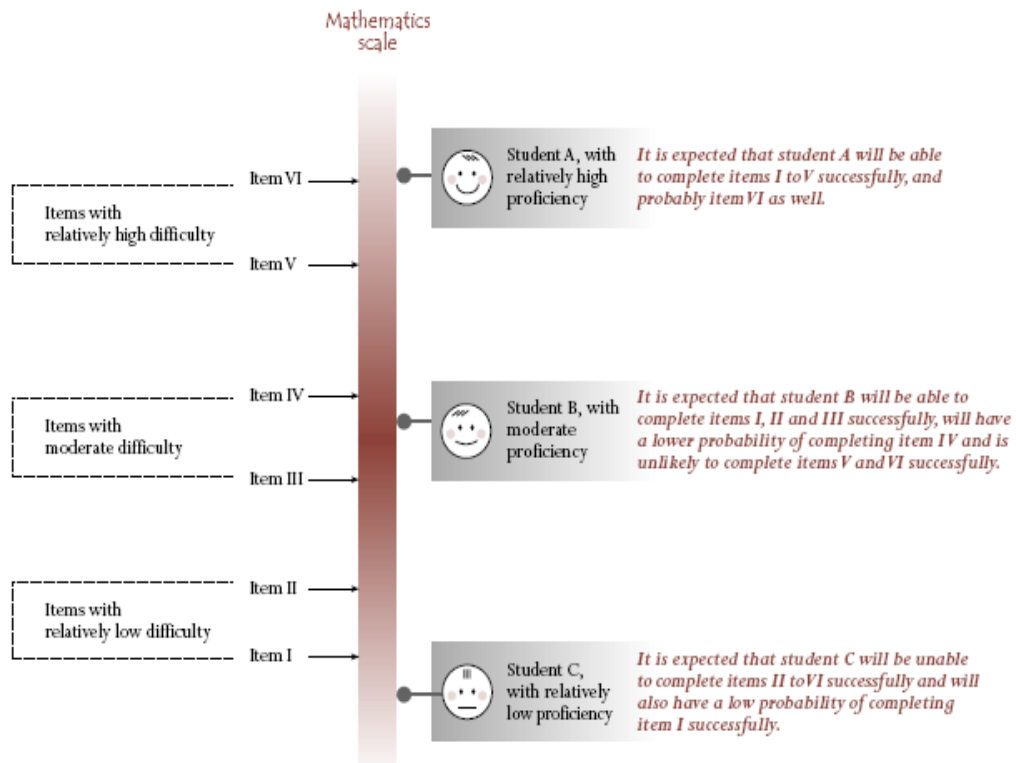 Mathematics
scale
Item VI
Items with
relatively high difficulty
Item V
Student A, with
relatively high
proficiency
It is expected that student A will be able
to complete items I to V successfully, and
probably item VI as well.
Item IV
Items with
moderate difficulty
Item III
Student B, with
moderate
proficiency
It is expected that student B will be able to
complete items I, II and III successfully, will have
a lower probability of completing item IV and is
unlikely to complete items V and VI successfully.
Item II
Items with
relatively low difficulty
Item I
Student C,
with relatively
low proficiency
It is expected that student C will be unable
to complete items II to VI successfully and will
also have a low probability of completing
item I successfully.